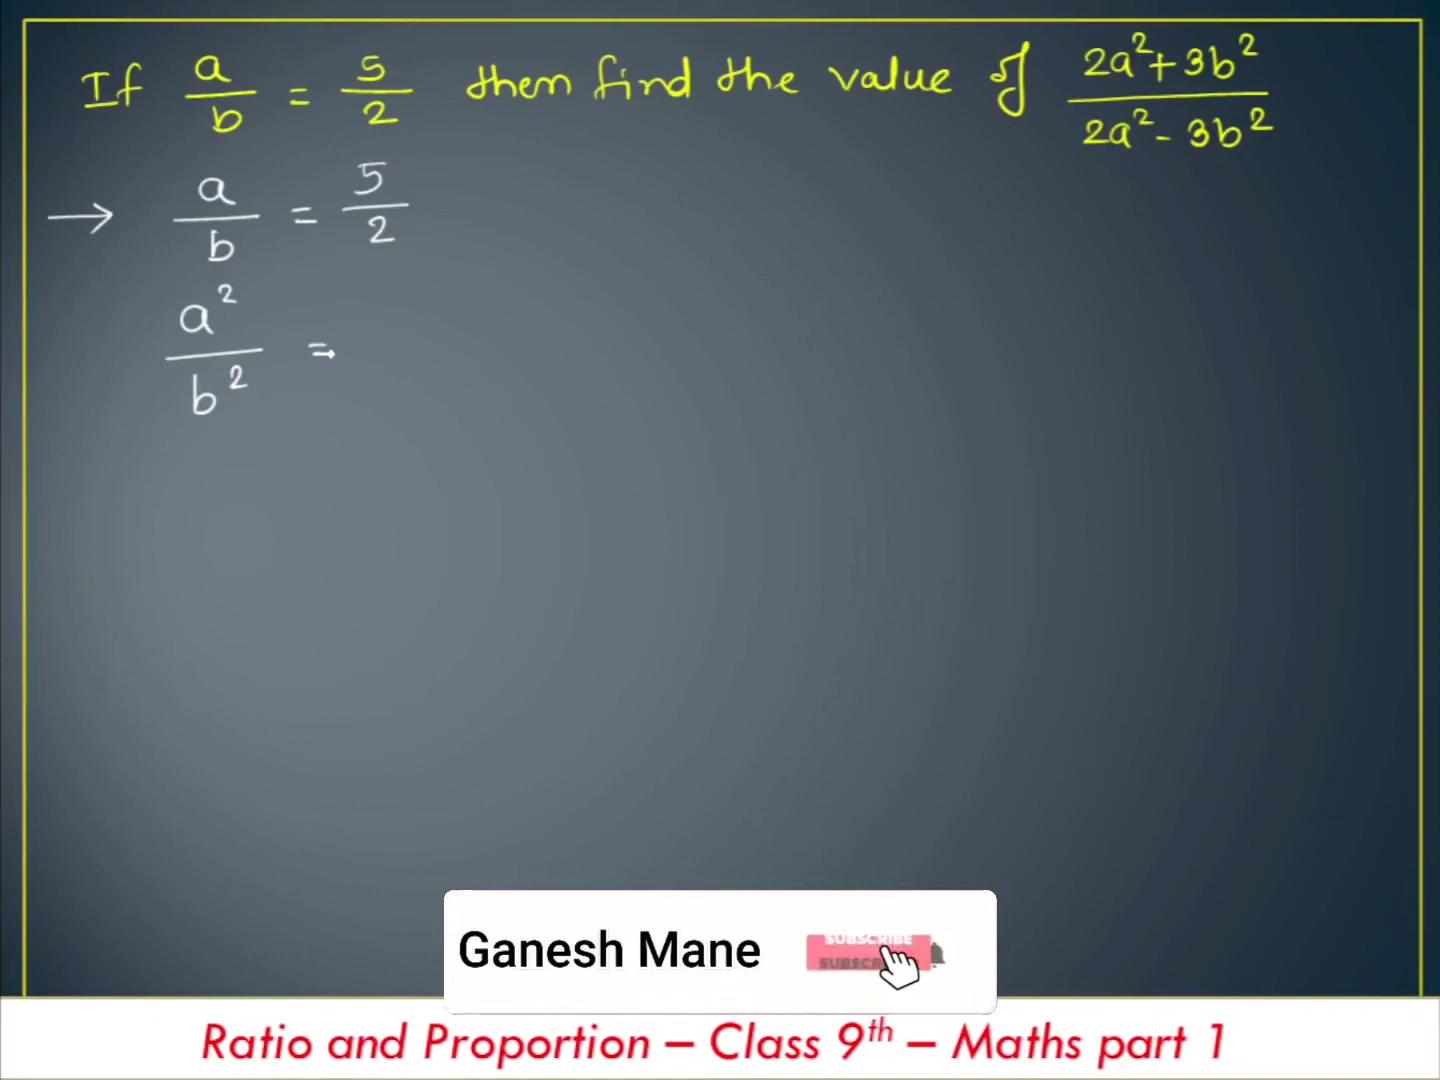 If a/b = 5/2 then find the value of 2a²+3b² / 2a²-3b²
→ a/b = 5/2
a²/b² =
Ganesh Mane SUBSCRIBE
Ratio and Proportion – Class 9th – Maths part 1